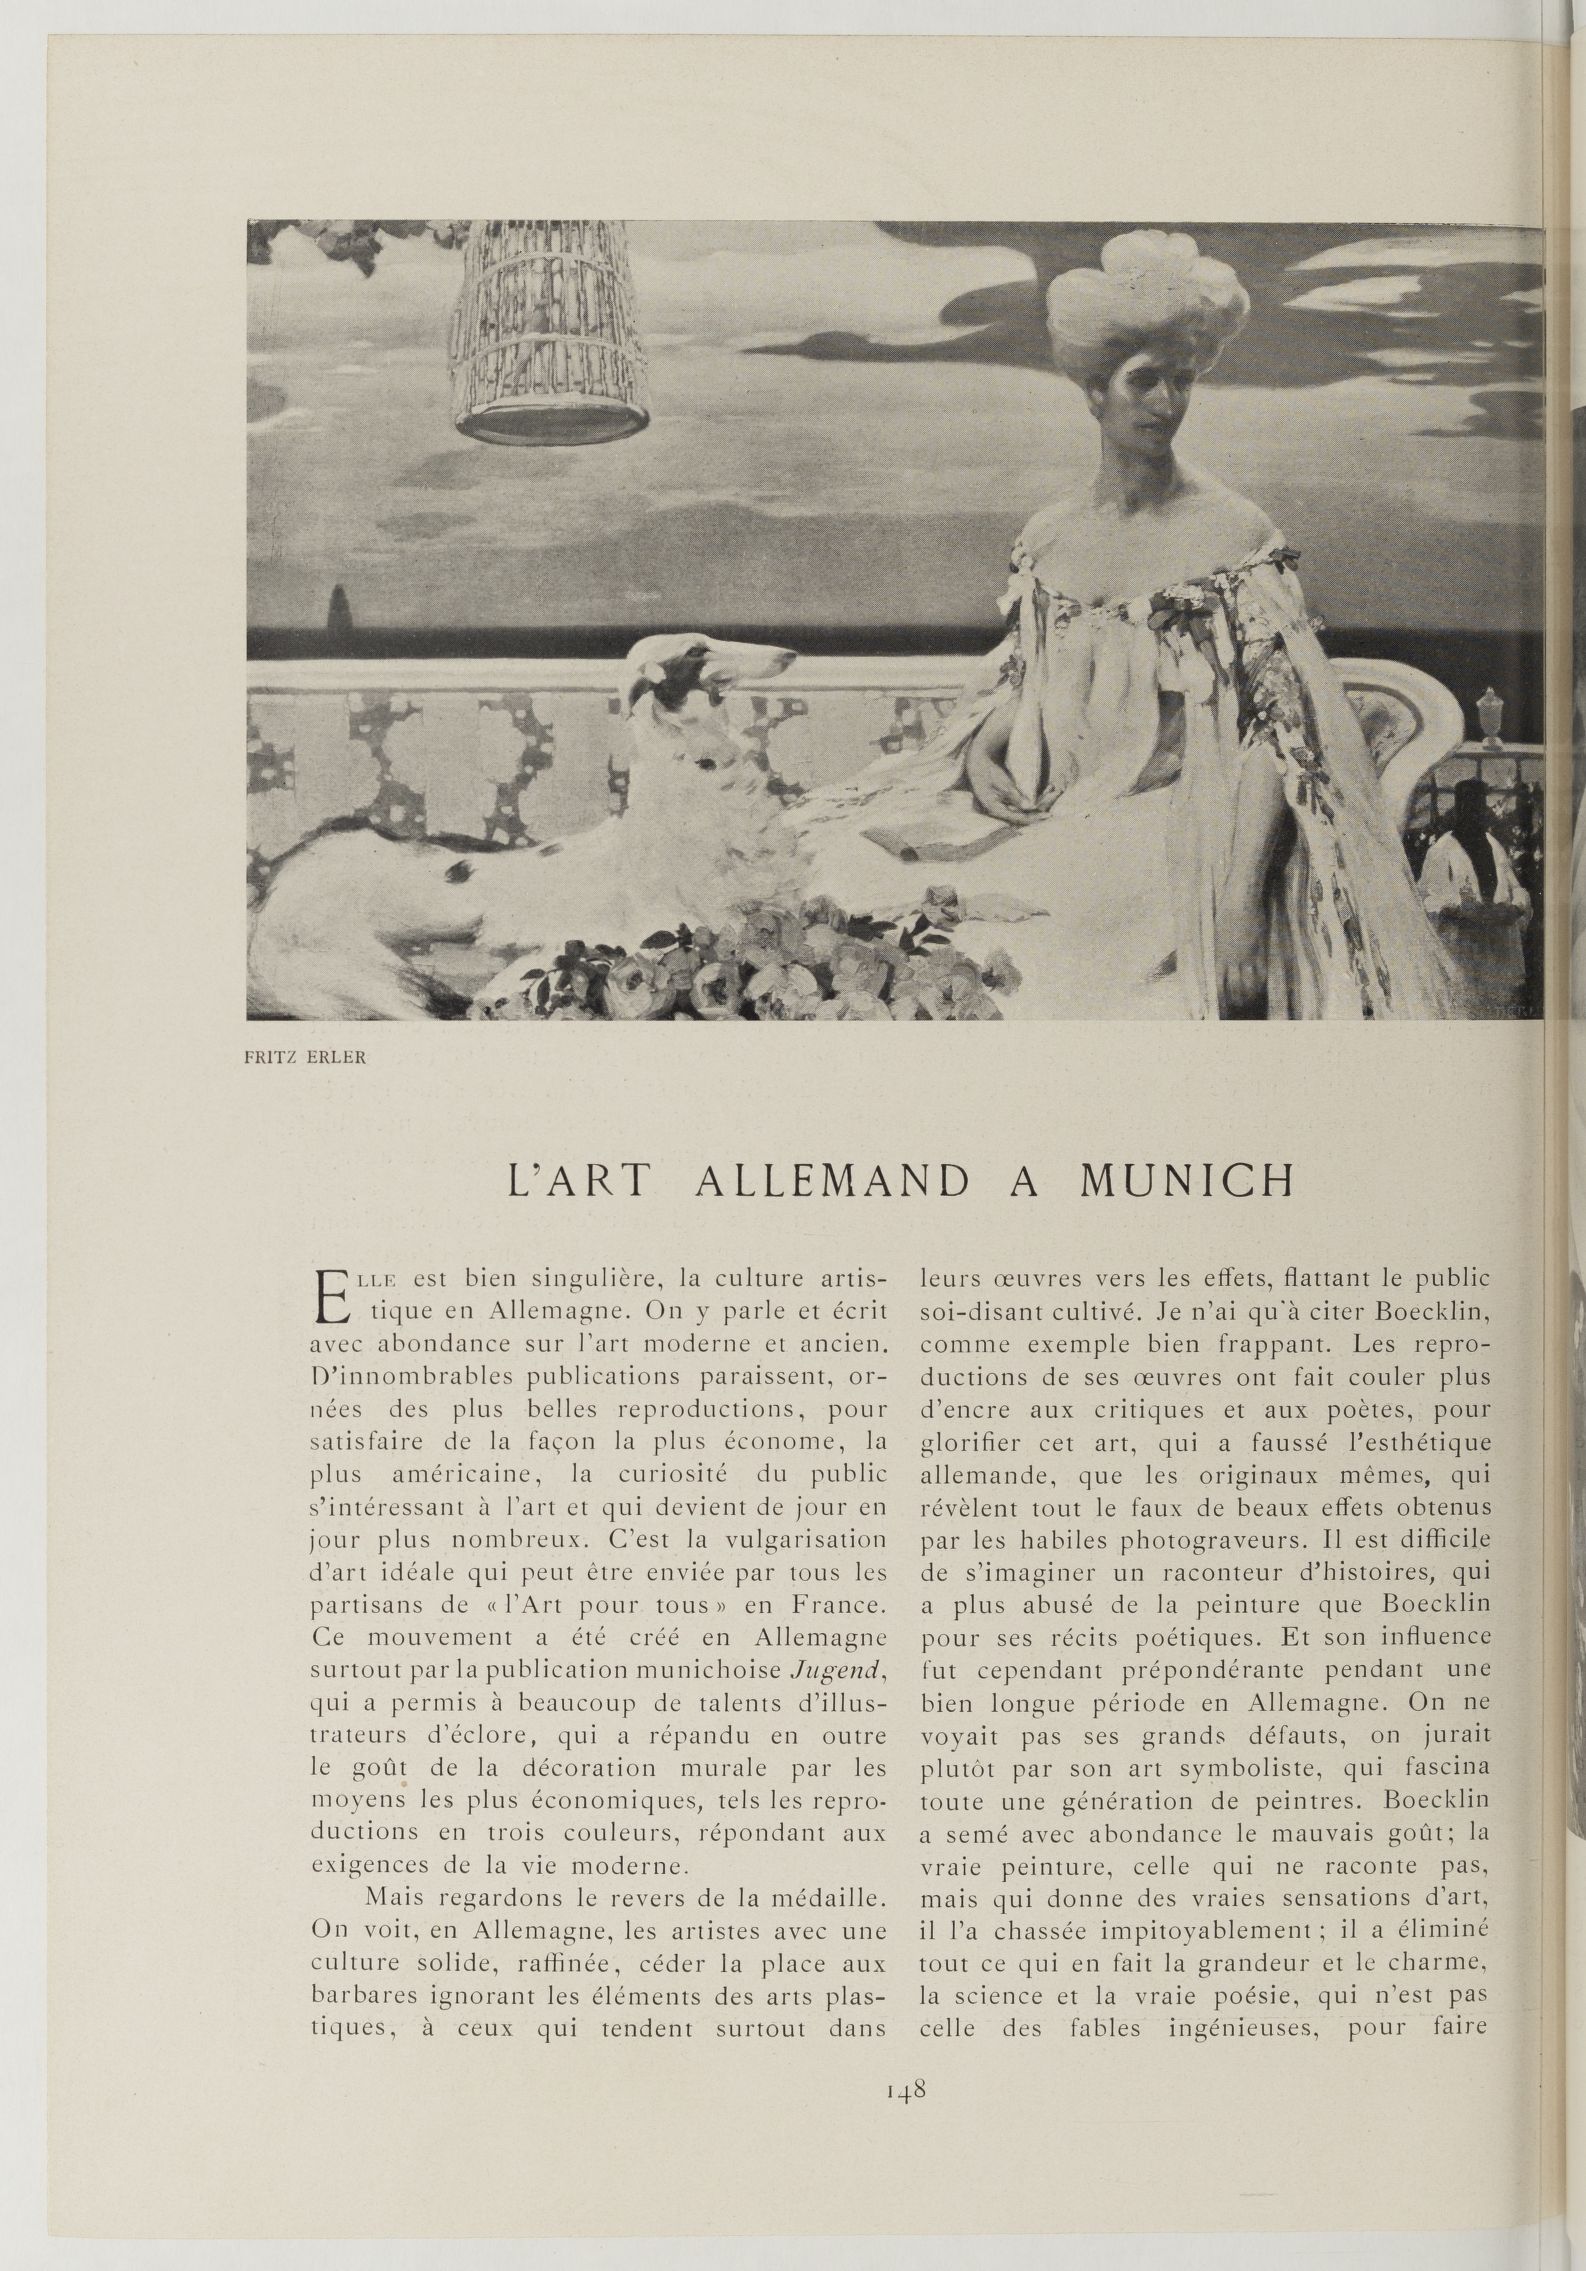 FRITZ ERLER
L'ART ALLEMAND A MUNICH
ELLE est bien singulière, la culture artis-
tique en Allemagne. On y parle et écrit
avec abondance sur l'art moderne et ancien.
D'innombrables publications paraissent, or-
nées des plus belles reproductions, pour
satisfaire de la façon la plus économe, la
plus américaine, la curiosité du public
s'intéressant à l'art et qui devient de jour en
jour plus nombreux. C'est la vulgarisation
d'art idéale qui peut être enviée par tous les
partisans de « l'Art pour tous » en France.
Ce mouvement a été créé en Allemagne
surtout par la publication munichoise Jugend,
qui a permis à beaucoup de talents d'illus-
trateurs d'éclore, qui a répandu en outre
le goût de la décoration murale par les
moyens les plus économiques, tels les repro-
ductions en trois couleurs, répondant aux
exigences de la vie moderne.
Mais regardons le revers de la médaille.
On voit, en Allemagne, les artistes avec une
culture solide, raffinée, céder la place aux
barbares ignorant les éléments des arts plas-
tiques, à ceux qui tendent surtout dans
leurs œuvres vers les effets, flattant le public
soi-disant cultivé. Je n'ai qu'à citer Boecklin,
comme exemple bien frappant. Les repro-
ductions de ses œuvres ont fait couler plus
d'encre aux critiques et aux poètes, pour
glorifier cet art, qui a faussé l'esthétique
allemande, que les originaux mêmes, qui
révèlent tout le faux de beaux effets obtenus
par les habiles photograveurs. Il est difficile
de s'imaginer un raconteur d'histoires, qui
a plus abusé de la peinture que Boecklin
pour ses récits poétiques. Et son influence
fut cependant prépondérante pendant une
bien longue période en Allemagne. On ne
voyait pas ses grands défauts, on jurait
plutôt par son art symboliste, qui fascina
toute une génération de peintres. Boecklin
a semé avec abondance le mauvais goût; la
vraie peinture, celle qui ne raconte pas,
mais qui donne des vraies sensations d'art,
il l'a chassée impitoyablement ; il a éliminé
tout ce qui en fait la grandeur et le charme,
la science et la vraie poésie, qui n'est pas
celle des fables ingénieuses, pour faire
148